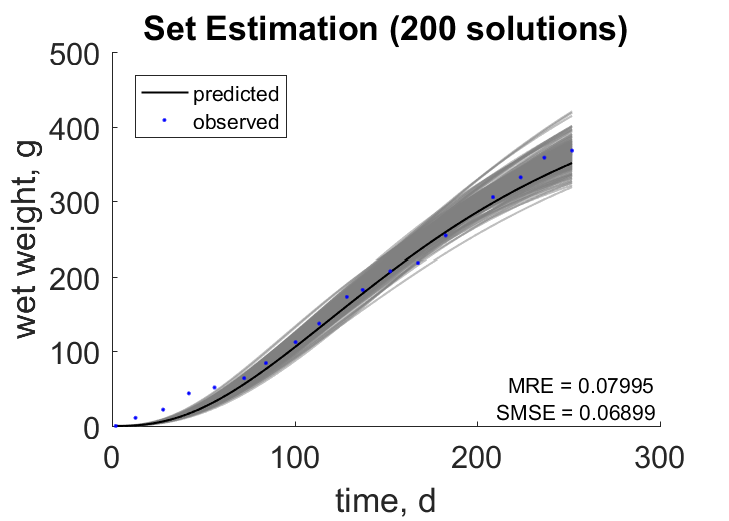 Set Estimation (200 solutions)
500
400
300
200
100
0
wet weight, g
predicted
observed
MRE = 0.07995
SMSE = 0.06899
0 100 200 300
time, d